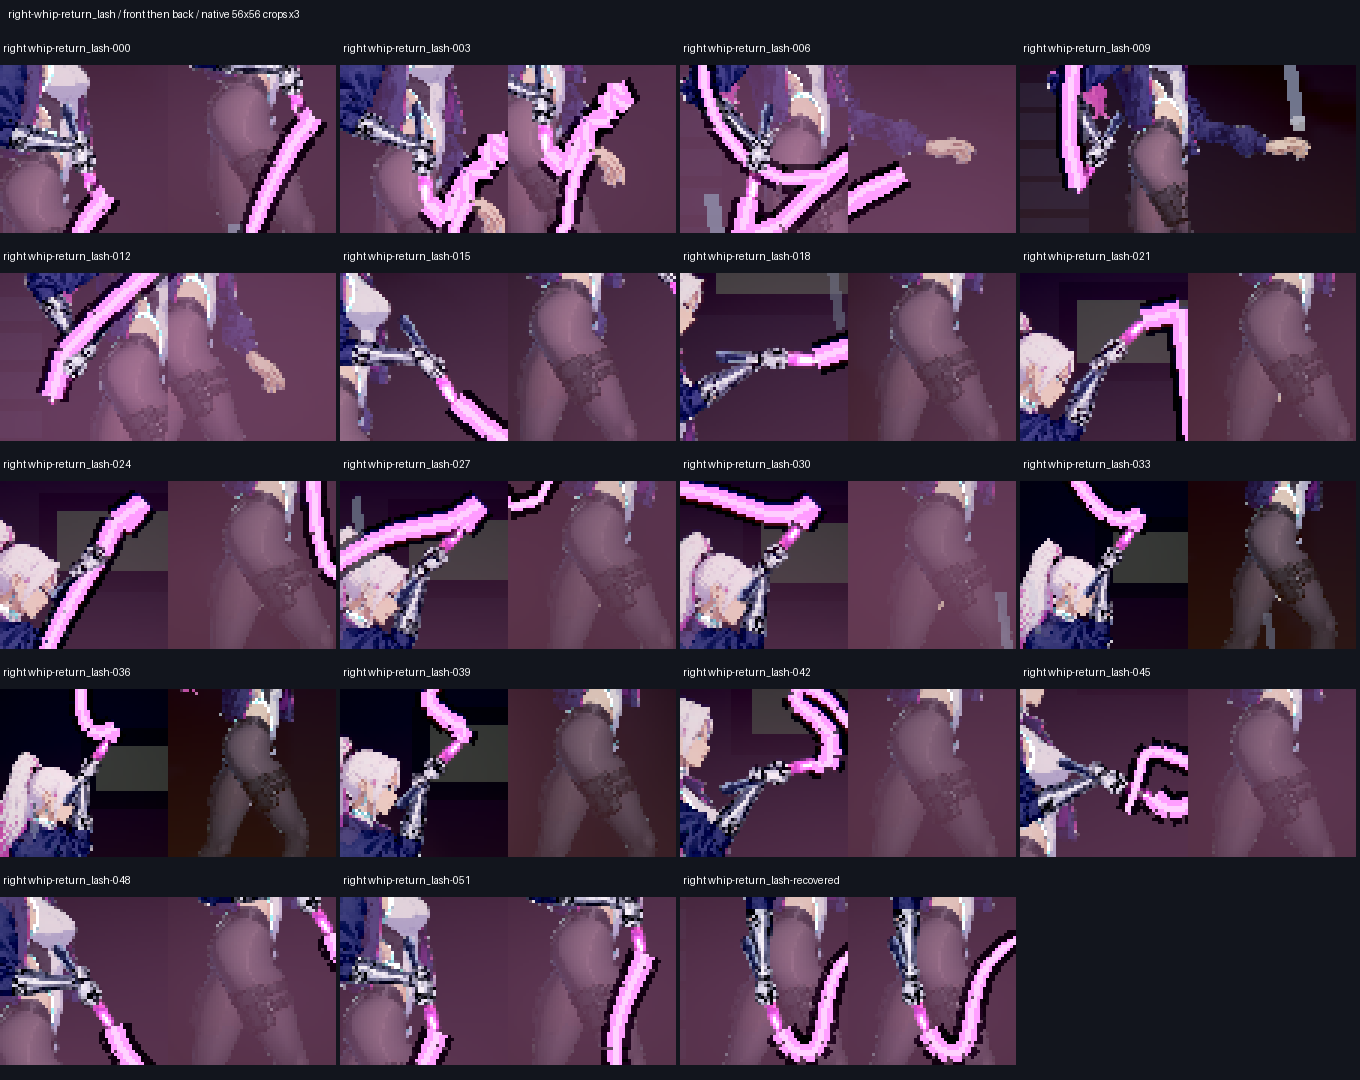 right-whip-return_lash / front then back / native 56x56 crops x3
right whip-return_lash-000
right whip-return_lash-003
right whip-return_lash-006
right whip-return_lash-009
right whip-return_lash-012
right whip-return_lash-015
right whip-return_lash-018
right whip-return_lash-021
right whip-return_lash-024
right whip-return_lash-027
right whip-return_lash-030
right whip-return_lash-033
right whip-return_lash-036
right whip-return_lash-039
right whip-return_lash-042
right whip-return_lash-045
right whip-return_lash-048
right whip-return_lash-051
right whip-return_lash-recovered